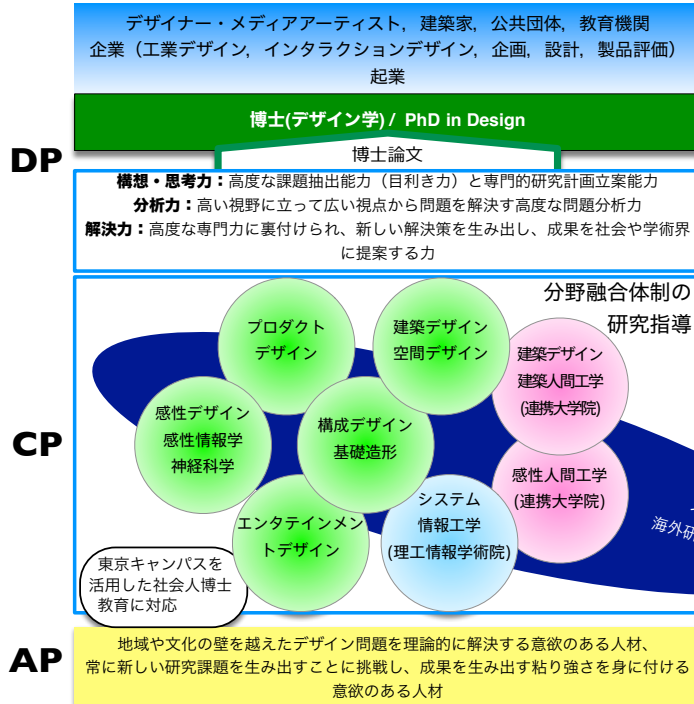 デザイナー・メディアアーティスト，建築家，公共団体，教育機関
企業（工業デザイン，インタラクションデザイン，企画，設計，製品評価）
起業
博士(デザイン学) / PhD in Design
博士論文
DP
構想・思考力：高度な課題抽出能力（目利き力）と専門的研究計画立案能力
分析力：高い視野に立って広い視点から問題を解決す高度な問題分析力
解決力：高度な専門力に裏付けられ、新しい解決策を生み出し、成果を社会や学術界
に提案する力
分野融合体制の
研究指導
プロダクト
デザイン
建築デザイン
空間デザイン
建築デザイン
建築人間工学
(連携大学院)
CP
感性デザイン
感性情報学
神経科学
構成デザイン
基礎造形
感性人間工学
(連携大学院)
エンタテインメン
トデザイン
システム
情報工学
(理工情報学術院)
海外研
東京キャンパスを
活用した社会人博士
教育に対応
AP
地域や文化の壁を越えたデザイン問題を理論的に解決する意欲のある人材、
常に新しい研究課題を生み出すことに挑戦し、成果を生み出す粘り強さを身に付ける
意欲のある人材